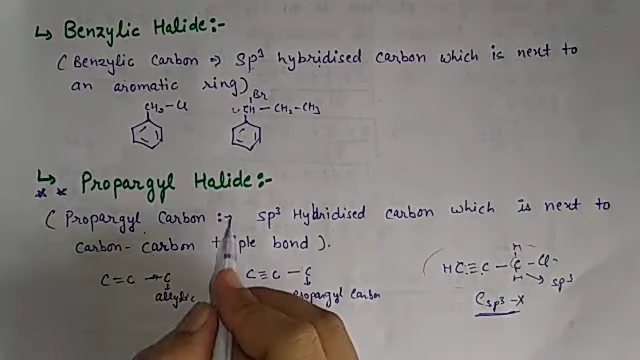 ↳ Benzylic Halide:-
( Benzylic Carbon ⇒ Sp³ hybridised carbon which is next to
an aromatic ring)
CH₂-Cl
Br
CH-CH₂-CH₃
↳ ** Propargyl Halide:-
( Propargyl Carbon :- sp³ Hybridised carbon which is next to
carbon-carbon triple bond).
C=C-C
allylic
C≡C-C
propargyl Carbon
H
HC≡C-C-Cl
H
sp³
Csp³-X